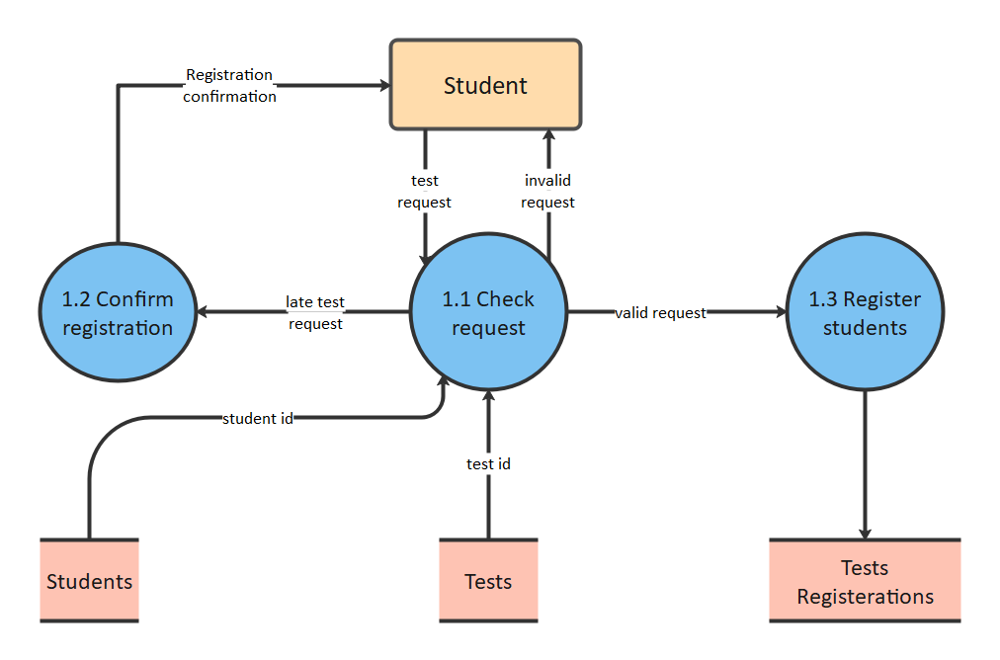 Registration
confirmation
Student
test
request
invalid
request
1.2 Confirm
registration
late test
request
1.1 Check
request
valid request
1.3 Register
students
student id
test id
Students
Tests
Tests
Registerations